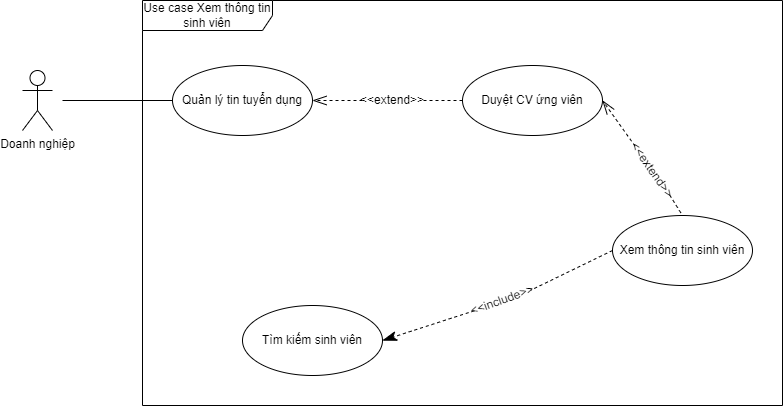 Use case Xem thông tin
sinh viên
Quản lý tin tuyển dụng
<<extend>>
Duyệt CV ứng viên
Doanh nghiệp
<<extend>>
Xem thông tin sinh viên
<<include>>
Tìm kiếm sinh viên